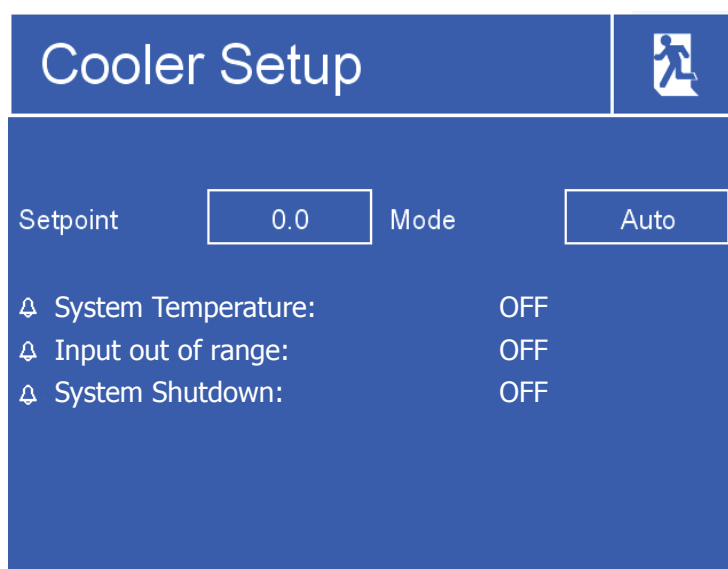 Cooler Setup
Setpoint 0.0 Mode Auto
System Temperature: OFF
Input out of range: OFF
System Shutdown: OFF